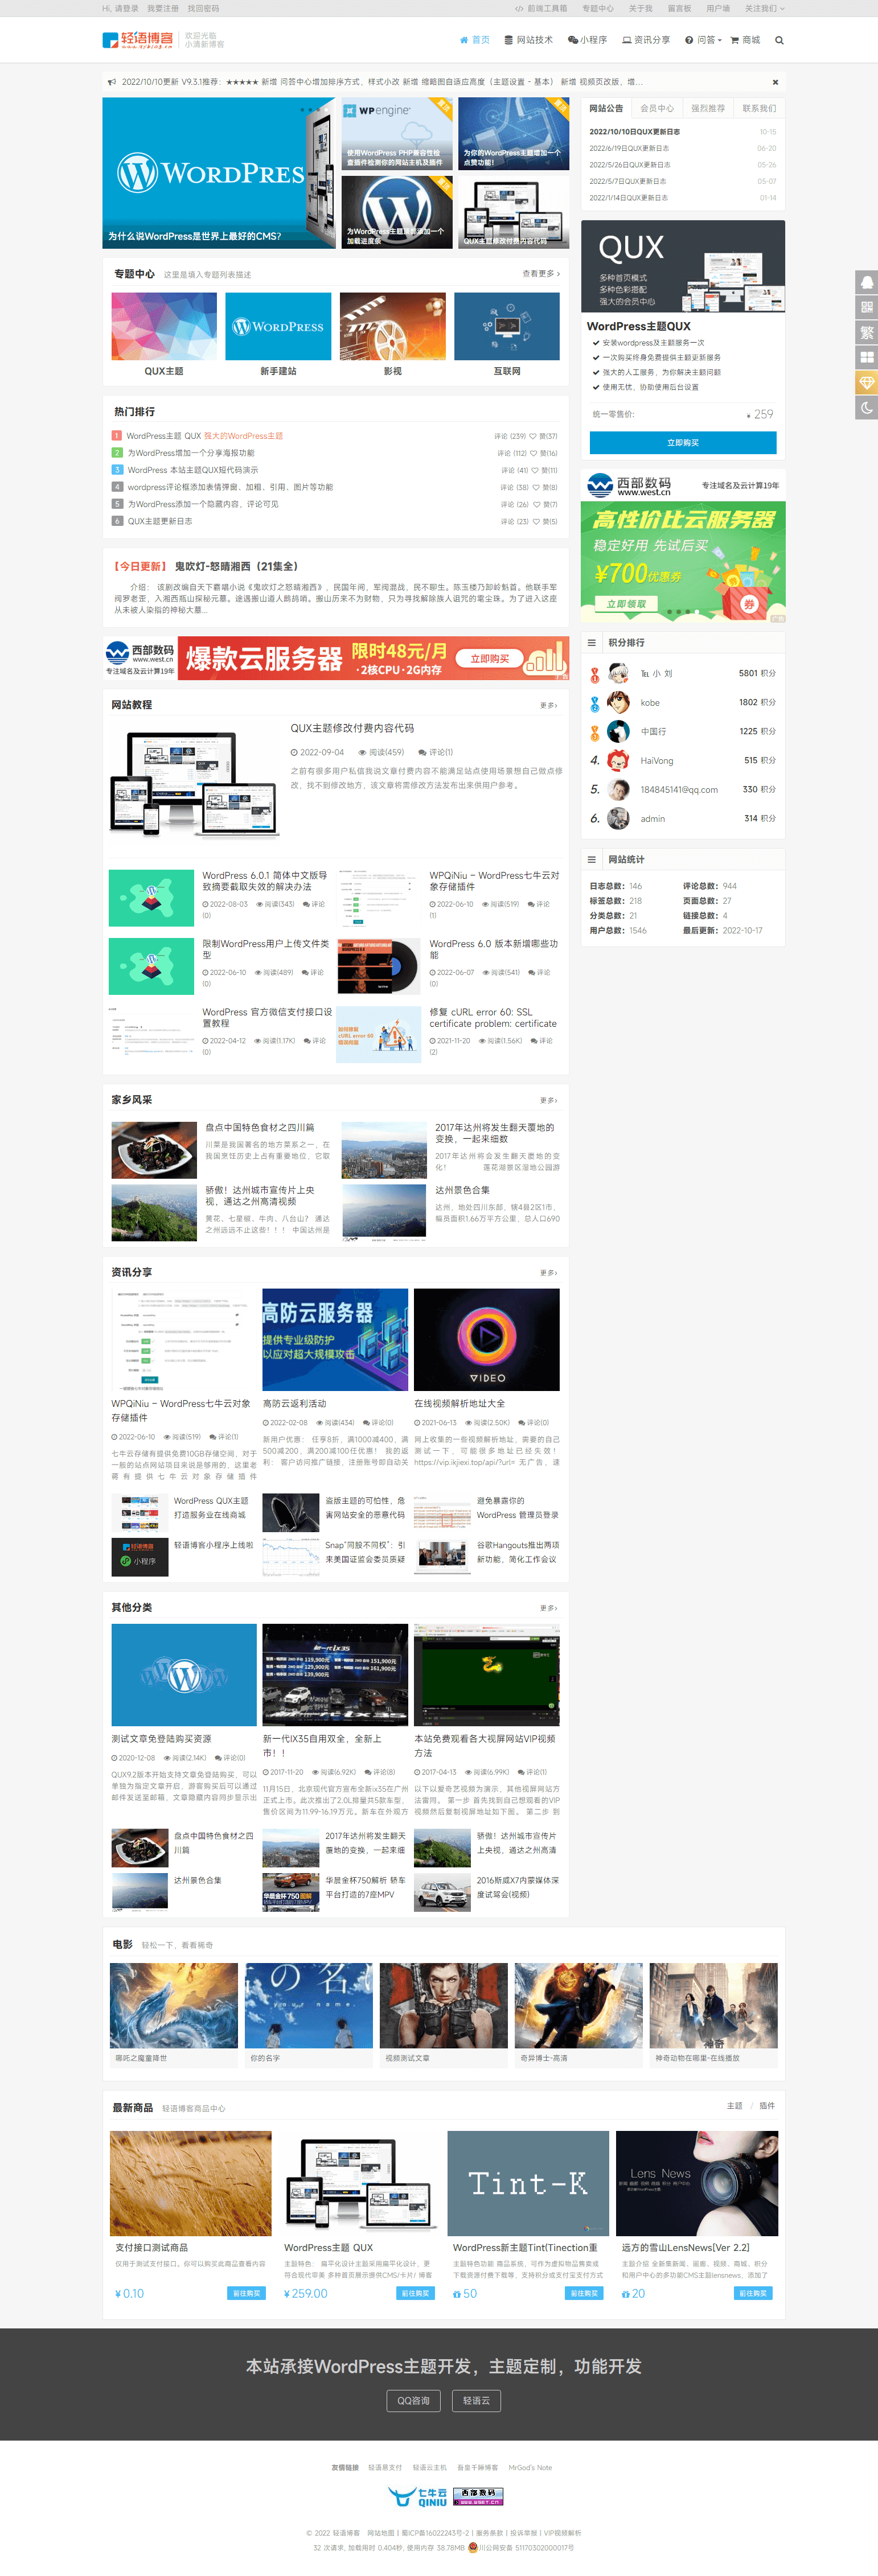 Hi, 请登录 我要注册 找回密码
前端工具箱 专题中心 关于我 留言板 用户墙 关注我们
轻语博客
欢迎光临
小清新博客
首页 网站技术 小程序 资讯分享 问答 商城
2022/10/10更新 V9.3.1推荐：★★★★★ 新增 问答中心增加排序方式，样式小改 新增 缩略图自适应高度（主题设置 - 基本） 新增 视频页改版，增...
WORDPRES
为什么说WordPress是世界上最好的CMS?
WPengine
使用WordPress PHP兼容性检
查插件检测你的网站主机及插件
为你的WordPress主题增加一个
点赞功能!
为WordPress主题顶部添加一个
加载进度条
QUX主题修改付费内容代码
网站公告 会员中心 强烈推荐 联系我们
2022/10/10日QUX更新日志 10-15
2022/6/19日QUX更新日志 06-20
2022/5/26日QUX更新日志 05-26
2022/5/7日QUX更新日志 05-07
2022/1/14日QUX更新日志 01-14
QUX
多种首页模式
多种色彩搭配
强大的会员中心
WordPress主题QUX
安装wordpress及主题服务一次
一次购买终身免费提供主题更新服务
强大的人工服务，为你解决主题问题
使用无忧，协助使用后台设置
统一零售价: ¥ 259
立即购买
繁
专题中心 这里是填入专题列表描述 查看更多
WORDPRESS
QUX主题 新手建站 影视 互联网
热门排行
1 WordPress主题 QUX 强大的WordPress主题 评论 (239) 赞(37)
2 为WordPress增加一个分享海报功能 评论 (112) 赞(16)
3 WordPress 本站主题QUX短代码演示 评论 (41) 赞(11)
4 wordpress评论框添加表情弹窗、加粗、引用、图片等功能 评论 (38) 赞(8)
5 为WordPress添加一个隐藏内容，评论可见 评论 (26) 赞(7)
6 QUX主题更新日志 评论 (23) 赞(5)
西部数码
www.west.cn
专注域名及云计算19年
高性价比云服务器
稳定好用 先试后买
¥700优惠券
立即领取
券
【今日更新】 鬼吹灯-怒晴湘西（21集全）
介绍： 该剧改编自天下霸唱小说《鬼吹灯之怒晴湘西》，民国年间，军阀混战，民不聊生。陈玉楼乃卸岭魁首。他联手军
阀罗老歪，入湘西瓶山探秘元墓。途遇搬山道人鹧鸪哨。搬山历来不为财物，只为寻找解除族人诅咒的雮尘珠。为了进入这座
从未被人染指的神秘大墓...
西部数码
www.west.cn
专注域名及云计算19年
爆款云服务器
限时48元/月
·2核CPU·2G内存
立即购买
积分排行
℡ 小 刘 5801 积分
kobe 1802 积分
中国行 1225 积分
4. HaiVong 515 积分
5. 184845141@qq.com 330 积分
6. admin 314 积分
网站统计
日志总数：146 评论总数：944
标签总数：218 页面总数：27
分类总数：21 链接总数：4
用户总数：1546 最后更新：2022-10-17
网站教程 更多
QUX主题修改付费内容代码
2022-09-04 阅读(459) 评论(1)
之前有很多用户私信我说文章付费内容不能满足站点使用场景想自己做点修
改，找不到修改地方，该文章将需修改方法发布出来供用户参考。
WordPress 6.0.1 简体中文版导
致摘要截取失效的解决办法
2022-08-03 阅读(343) 评论
(0)
WPQiNiu – WordPress七牛云对
象存储插件
2022-06-10 阅读(519) 评论
(1)
限制WordPress用户上传文件类
型
2022-06-10 阅读(489) 评论
(0)
WordPress 6.0 版本新增哪些功
能
2022-06-07 阅读(541) 评论
(0)
WordPress 官方微信支付接口设
置教程
2022-04-12 阅读(1.17K) 评论
(0)
如何修复
cURL error 60
错误问题
修复 cURL error 60: SSL
certificate problem: certificate
2021-11-20 阅读(1.56K) 评论
(2)
家乡风采 更多
盘点中国特色食材之四川篇
川菜是我国著名的地方菜系之一，在
我国烹饪历史上占有重要地位，它取
2017年达州将发生翻天覆地的
变换，一起来细数
2017年达州将会发生翻天覆地的变
化！ 莲花湖景区湿地公园游
骄傲！达州城市宣传片上央
视，通达之州高清视频
黄花、七星椒、牛肉、八台山？ 通达
之州远远不止这些！！！ 中国达州是
达州景色合集
达州，地处四川东部，辖4县2区1市，
幅员面积1.66万平方公里，总人口690
资讯分享 更多
WPQiNiu – WordPress七牛云对象
存储插件
2022-06-10 阅读(519) 评论(1)
七牛云存储有提供免费10GB存储空间，对于
一般的站点网站项目来说是够用的，这里老
蒋有提供七牛云对象存储插件
高防云服务器
提供专业级防护
以应对超大规模攻击
高防云返利活动
2022-02-08 阅读(434) 评论(0)
新用户优惠： 任享8折，满1000减400，满
500减200，满200减100任优惠！ 我的返
利： 客户访问推广链接，注册账号即自动关
VIDEO
在线视频解析地址大全
2021-06-13 阅读(2.50K) 评论(0)
网上收集的一些视频解析地址，需要的自己
测试一下，可能很多地址已经失效！
https://vip.ikjiexi.top/api/?url= 无广告，速
WordPress QUX主题
打造服务业在线商城
盗版主题的可怕性，危
害网站安全的恶意代码
避免暴露你的
WordPress 管理员登录
轻语博客
小程序
轻语博客小程序上线啦
Snap“同股不同权”：引
来美国证监会委员质疑
谷歌Hangouts推出两项
新功能，简化工作会议
其他分类 更多
测试文章免登陆购买资源
2020-12-08 阅读(2.14K) 评论(0)
QUX9.2版本开始支持文章免登陆购买，可以
单独为指定文章开启，游客购买后可以通过
邮件发送至邮箱，文章隐藏内容同步显示出
新一代ix35
119,900元 151,900元
129,900元 161,900元
139,900元
新一代IX35自用双全，全新上
市！！
2017-11-20 阅读(6.92K) 评论(8)
11月15日，北京现代官方宣布全新ix35在广州
正式上市。此次推出了2.0L排量共5款车型，
售价区间为11.99-16.19万元。新车在外观方
本站免费观看各大视屏网站VIP视频
方法
2017-04-13 阅读(6.99K) 评论(1)
以下以爱奇艺视频为演示，其他视屏网站方
法雷同。 第一步 首先找到自己想观看的VIP
视频然后复制视屏地址如下图。 第二步 到
盘点中国特色食材之四
川篇
2017年达州将发生翻天
覆地的变换，一起来细
骄傲！达州城市宣传片
上央视，通达之州高清
达州景色合集
华晨金杯750图解
华晨金杯750解析 轿车
平台打造的7座MPV
2016斯威X7内蒙媒体深
度试驾会(视频)
电影 轻松一下，看看稀奇
哪吒之魔童降世
你的名字
视频测试文章
奇异博士-高清
神奇动物在哪里-在线播放
最新商品 轻语博客商品中心 主题 / 插件
支付接口测试商品
仅用于测试支付接口，你可以购买此商品查看内容
¥ 0.10 前往购买
WordPress主题 QUX
主题特色： 扁平化设计主题采用扁平化设计，更
符合现代审美 多种首页展示提供CMS/卡片/ 博客
¥ 259.00 前往购买
Tint-K
WordPress新主题Tint(Tinection重
主题特色功能 商品系统，可作为虚拟物品售卖或
下载资源付费下载等，支持积分或支付宝支付方式
50 前往购买
Lens News
远方的雪山LensNews[Ver 2.2]
主题介绍 全新集新闻、画廊、视频、商城、积分
和用户中心的多功能CMS主题lensnews，添加了
20 前往购买
本站承接WordPress主题开发，主题定制，功能开发
QQ咨询 轻语云
友情链接 轻语易支付 轻语云主机 吾泉千睡博客 MrGod's Note
七牛云
QINIU
西部数码
© 2022 轻语博客 网站地图 | 蜀ICP备16022243号-2 | 服务条款 | 投诉举报 | VIP视频解析
32 次请求, 加载用时 0.404秒, 使用内存 38.78MB 川公网安备 51170302000017号